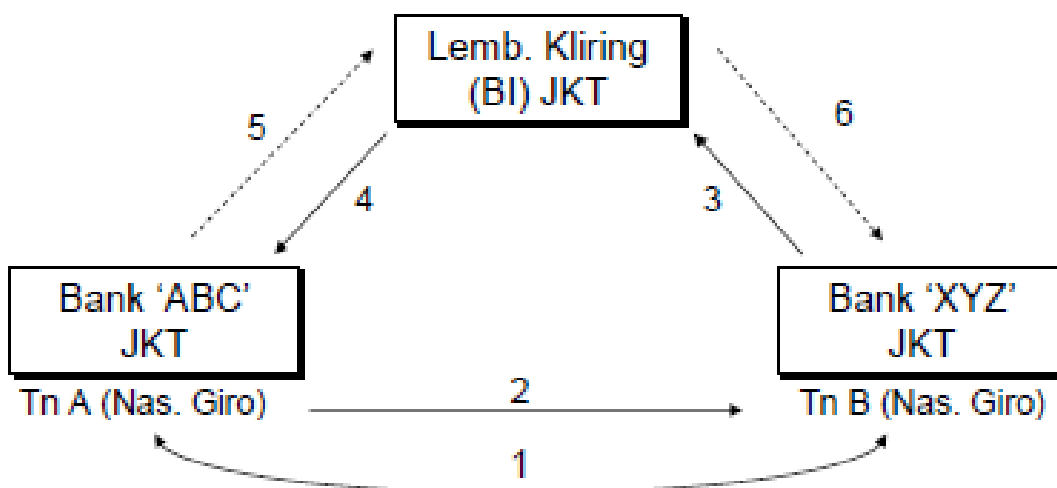 Lemb. Kliring
(BI) JKT
5
6
4
3
Bank ‘ABC’
JKT
Bank ‘XYZ’
JKT
Tn A (Nas. Giro)
2
Tn B (Nas. Giro)
1